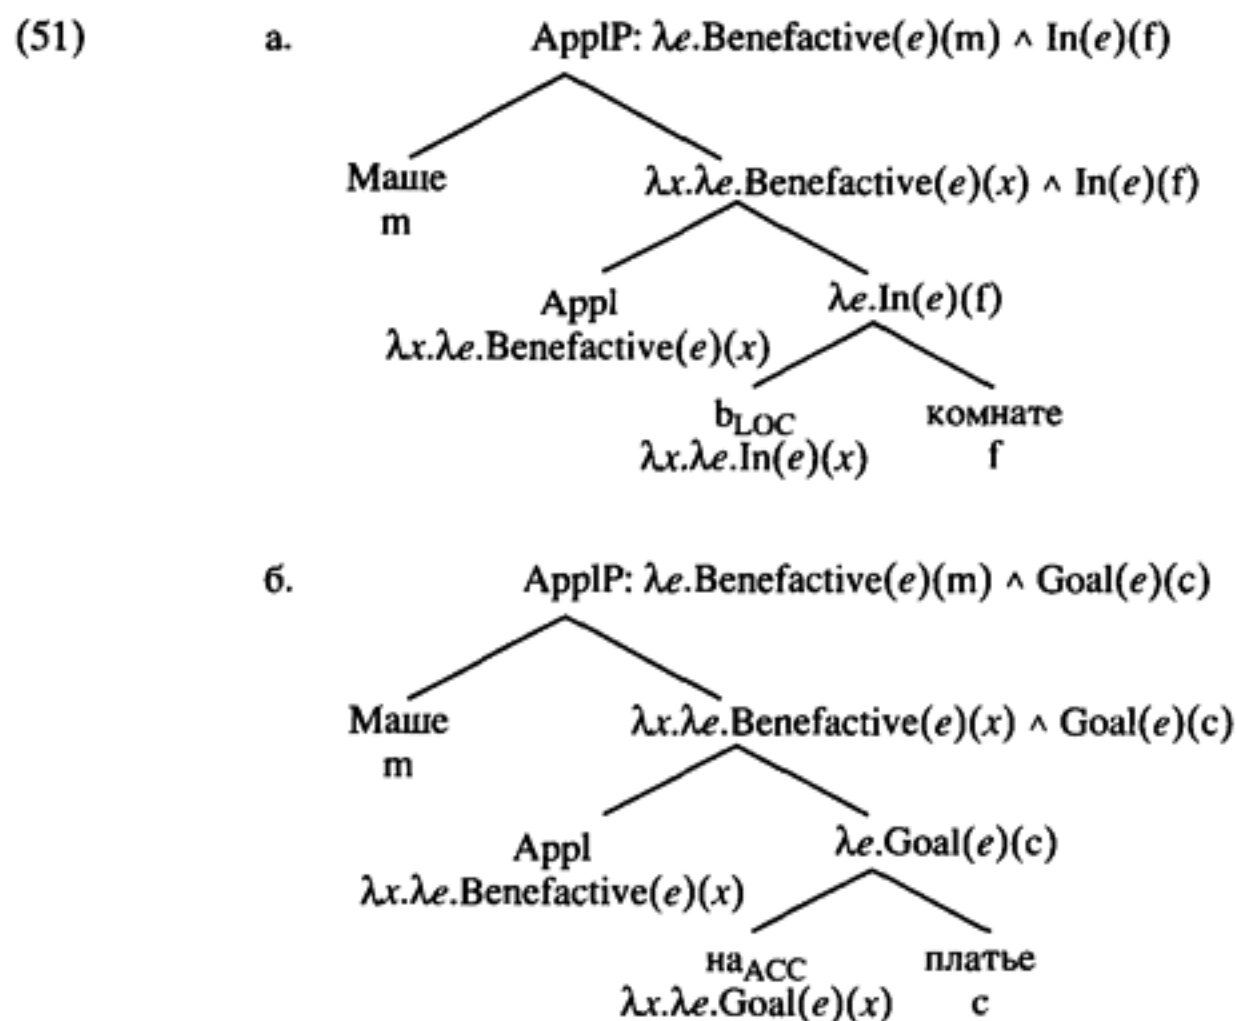 (51) а. ApplP: λe.Benefactive(e)(m) ∧ In(e)(f)
Маше λx.λe.Benefactive(e)(x) ∧ In(e)(f)
m
Appl λe.In(e)(f)
λx.λe.Benefactive(e)(x)
bLOC комнате
λx.λe.In(e)(x) f
б. ApplP: λe.Benefactive(e)(m) ∧ Goal(e)(c)
Маше λx.λe.Benefactive(e)(x) ∧ Goal(e)(c)
m
Appl λe.Goal(e)(c)
λx.λe.Benefactive(e)(x)
наACC платье
λx.λe.Goal(e)(x) c